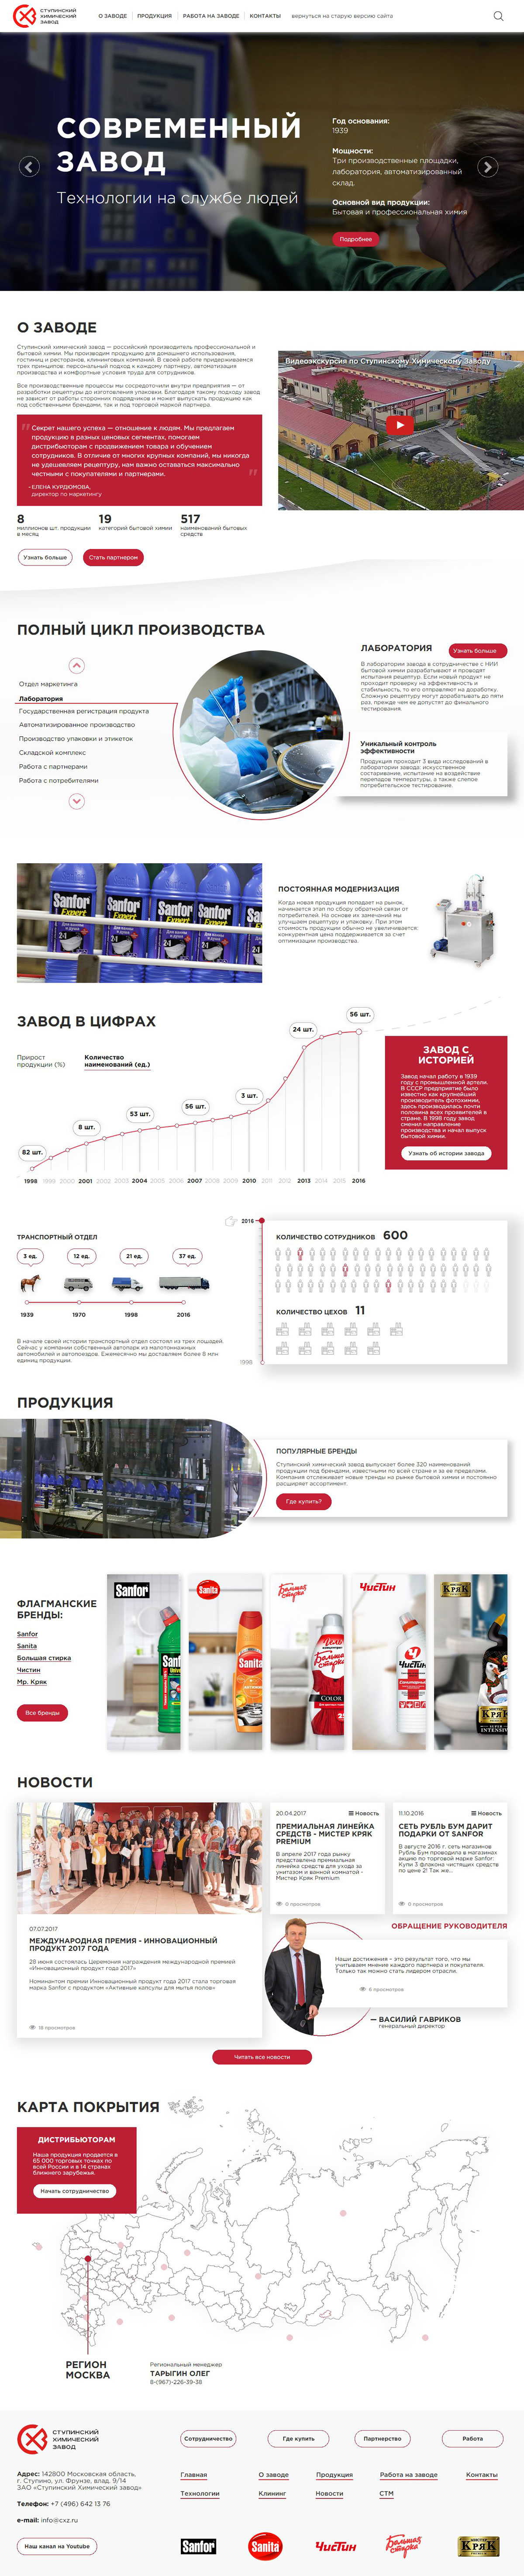 СТУПИНСКИЙ
ХИМИЧЕСКИЙ
ЗАВОД
О ЗАВОДЕ
ПРОДУКЦИЯ
РАБОТА НА ЗАВОДЕ
КОНТАКТЫ
вернуться на старую версию сайта
СОВРЕМЕННЫЙ
ЗАВОД
Технологии на службе людей
Год основания:
1939
Мощности:
Три производственные площадки,
лаборатория, автоматизированный
склад.
Основной вид продукции:
Бытовая и профессиональная химия
Подробнее
О ЗАВОДЕ
Ступинский химический завод — российский производитель профессиональной и
бытовой химии. Мы производим продукцию для домашнего использования,
гостиниц и ресторанов, клининговых компаний. В своей работе придерживаемся
трех принципов: персональный подход к каждому партнеру, автоматизация
производства и комфортные условия труда для сотрудников.
Все производственные процессы мы сосредоточили внутри предприятия — от
разработки рецептуры до изготовления упаковки. Благодаря такому подходу завод
не зависит от работы сторонних подрядчиков и может выпускать продукцию как
под собственными брендами, так и под торговой маркой партнера.
Секрет нашего успеха — отношение к людям. Мы предлагаем
продукцию в разных ценовых сегментах, помогаем
дистрибьюторам с продвижением товара и обучением
сотрудников. В отличие от многих крупных компаний, мы никогда
не удешевляем рецептуру, нам важно оставаться максимально
честными с покупателями и партнерами.
- ЕЛЕНА КУРДЮМОВА,
директор по маркетингу
Видеоэкскурсия по Ступинскому Химическому Заводу
8
миллионов шт. продукции
в месяц
19
категорий бытовой химии
517
наименований бытовых
средств
Узнать больше
Стать партнером
ПОЛНЫЙ ЦИКЛ ПРОИЗВОДСТВА
Отдел маркетинга
Лаборатория
Государственная регистрация продукта
Автоматизированное производство
Производство упаковки и этикеток
Складской комплекс
Работа с партнерами
Работа с потребителями
ЛАБОРАТОРИЯ
Узнать больше
В лаборатории завода в сотрудничестве с НИИ
бытовой химии разрабатывают и проводят
испытания рецептур. Если новый продукт не
проходит проверку на эффективность и
стабильность, то его отправляют на доработку.
Сложную рецептуру могут дорабатывать до пяти
раз, прежде чем ее допустят до финального
тестирования.
Уникальный контроль
эффективности
Продукция проходит 3 вида исследований в
лаборатории завода: искусственное
состаривание, испытание на воздействие
перепадов температуры, а также слепое
потребительское тестирование.
Sanfor
Expert
2в1
Sanfor
Expert
2в1
Sanfor
Expert
2в1
Sanfor
Expert
2в1
ПОСТОЯННАЯ МОДЕРНИЗАЦИЯ
Когда новая продукция попадает на рынок,
начинается этап по сбору обратной связи от
потребителей. На основе их замечаний мы
улучшаем рецептуру и упаковку. При этом
стоимость продукции обычно не увеличивается:
конкурентная цена поддерживается за счет
оптимизации производства.
ЗАВОД В ЦИФРАХ
Прирост
продукции (%)
Количество
наименований (ед.)
82 шт.
8 шт.
53 шт.
56 шт.
3 шт.
24 шт.
56 шт.
1998 1999 2000 2001 2002 2003 2004 2005 2006 2007 2008 2009 2010 2011 2012 2013 2014 2015 2016
ЗАВОД С
ИСТОРИЕЙ
Завод начал работу в 1939
году с промышленной артели.
В СССР предприятие было
известно как крупнейший
производитель фотохимии,
здесь производилась почти
половина всех проявителей в
стране. В 1998 году завод
сменил направление
производства и начал выпуск
бытовой химии.
Узнать об истории завода
ТРАНСПОРТНЫЙ ОТДЕЛ
3 ед.
12 ед.
21 ед.
37 ед.
1939
1970
1998
2016
В начале своей истории транспортный отдел состоял из трех лошадей.
Сейчас у компании собственный автопарк из малотоннажных
автомобилей и автопоездов. Ежемесячно мы доставляем более 8 млн
единиц продукции.
2016
1998
КОЛИЧЕСТВО СОТРУДНИКОВ 600
КОЛИЧЕСТВО ЦЕХОВ 11
ПРОДУКЦИЯ
ПОПУЛЯРНЫЕ БРЕНДЫ
Ступинский химический завод выпускает более 320 наименований
продукции под брендами, известными по всей стране и за ее пределами.
Компания отслеживает новые тренды на рынке бытовой химии и постоянно
расширяет ассортимент.
Где купить?
ФЛАГМАНСКИЕ
БРЕНДЫ:
Sanfor
Sanita
Большая стирка
Чистин
Мр. Кряк
Все бренды
Sanfor
Sanita
Большая стирка
Чистин
КРЯК
НОВОСТИ
07.07.2017
МЕЖДУНАРОДНАЯ ПРЕМИЯ - ИННОВАЦИОННЫЙ
ПРОДУКТ 2017 ГОДА
29 июня состоялась Церемония награждения международной премией
«Инновационный продукт года 2017»
Номинантом премии Инновационный продукт года 2017 стала торговая
марка Sanfor с продуктом «Активные капсулы для мытья полов»
18 просмотров
20.04.2017
Новость
ПРЕМИАЛЬНАЯ ЛИНЕЙКА
СРЕДСТВ - МИСТЕР КРЯК
PREMIUM
В апреле 2017 года рынку
представлена премиальная
линейка средств для ухода за
унитазом и ванной комнатой -
Мистер Кряк Premium
0 просмотров
11.10.2016
Новость
СЕТЬ РУБЛЬ БУМ ДАРИТ
ПОДАРКИ ОТ SANFOR
В августе 2016 г. сеть магазинов
Рубль Бум проводила в магазинах
акцию по торговой марке Sanfor:
Купи 3 флакона чистящих средств
по цене 2! Так же...
6 просмотров
ОБРАЩЕНИЕ РУКОВОДИТЕЛЯ
Наши достижения – это результат того, что мы
учитываем мнение каждого партнера и покупателя.
Только так можно стать лидером отрасли.
6 просмотров
— ВАСИЛИЙ ГАВРИКОВ
генеральный директор
Читать все новости
КАРТА ПОКРЫТИЯ
ДИСТРИБЬЮТОРАМ
Наша продукция продается в
65 000 торговых точках по
всей России и в 14 странах
ближнего зарубежья.
Начать сотрудничество
РЕГИОН
МОСКВА
Региональный менеджер
ТАРЫГИН ОЛЕГ
8-(967)-226-39-38
СТУПИНСКИЙ
ХИМИЧЕСКИЙ
ЗАВОД
Сотрудничество
Где купить
Партнерство
Работа
Адрес: 142800 Московская область,
г. Ступино, ул. Фрунзе, влад. 9/14
ЗАО «Ступинский Химический завод»
Телефон: +7 (496) 642 13 76
e-mail: info@cxz.ru
Главная
О заводе
Продукция
Работа на заводе
Контакты
Технологии
Клининг
Новости
СТМ
Наш канал на Youtube
Sanfor
Sanita
Чистин
Большая стирка
КРЯК